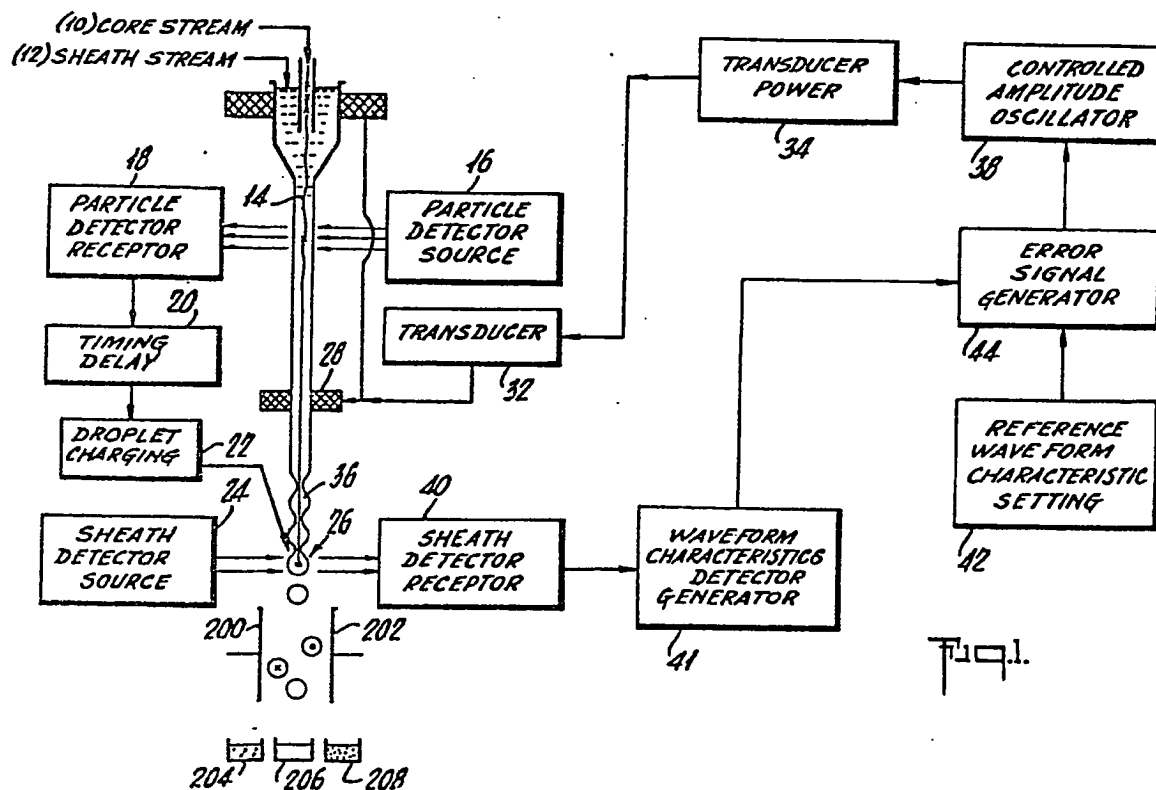 (10) CORE STREAM
(12) SHEATH STREAM
TRANSDUCER
POWER
34
CONTROLLED
AMPLITUDE
OSCILLATOR
38
18
PARTICLE
DETECTOR
RECEPTOR
14
16
PARTICLE
DETECTOR
SOURCE
ERROR
SIGNAL
GENERATOR
44
20
TIMING
DELAY
TRANSDUCER
32
28
DROPLET
CHARGING
22
REFERENCE
WAVE FORM
CHARACTERISTIC
SETTING
42
24
SHEATH
DETECTOR
SOURCE
36
26
40
SHEATH
DETECTOR
RECEPTOR
WAVEFORM
CHARACTERISTICS
DETECTOR
GENERATOR
41
200
202
204
206
208
Fig.1.